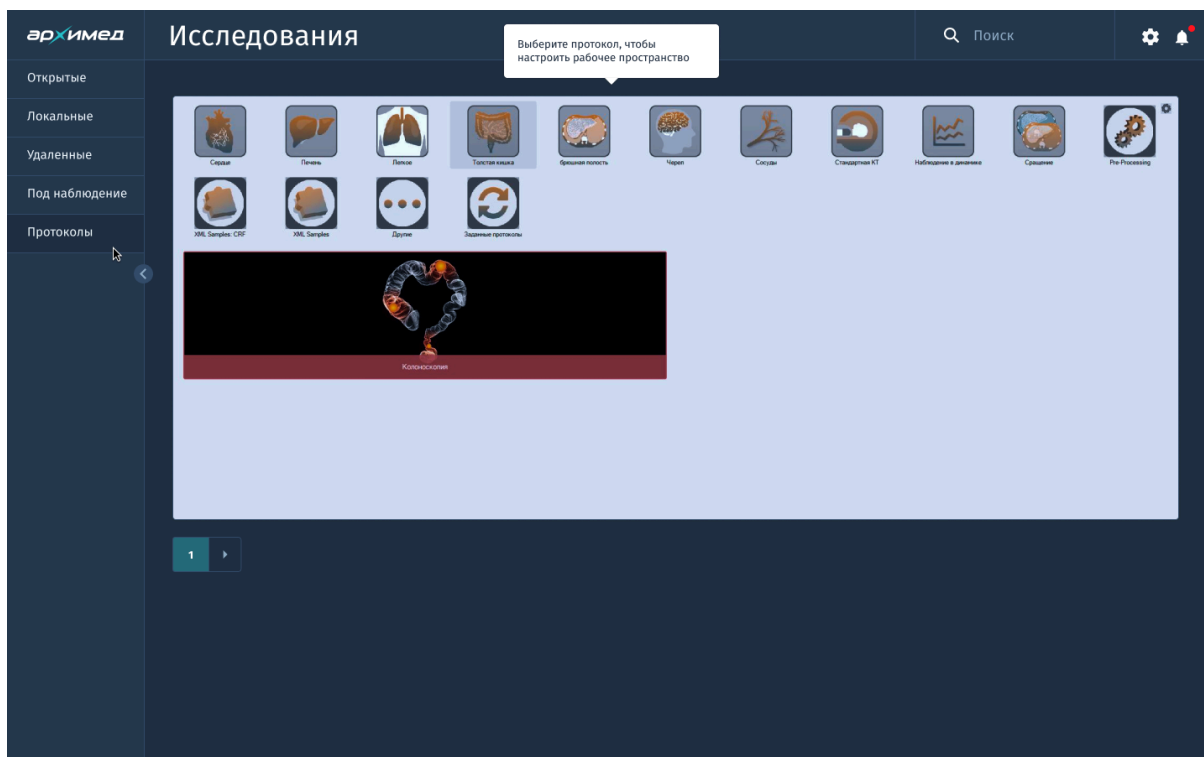 архимед
Исследования
Выберите протокол, чтобы
настроить рабочее пространство
Поиск
Открытые
Локальные
Удаленные
Под наблюдение
Протоколы
Сердце
Печень
Легкое
Толстая кишка
брюшная полость
Череп
Сосуды
Стандартная КТ
Наблюдение в динамике
Сращение
Pre-Processing
XML Samples: CRF
XML Samples
Другие
Заданные протоколы
Колоноскопия
1